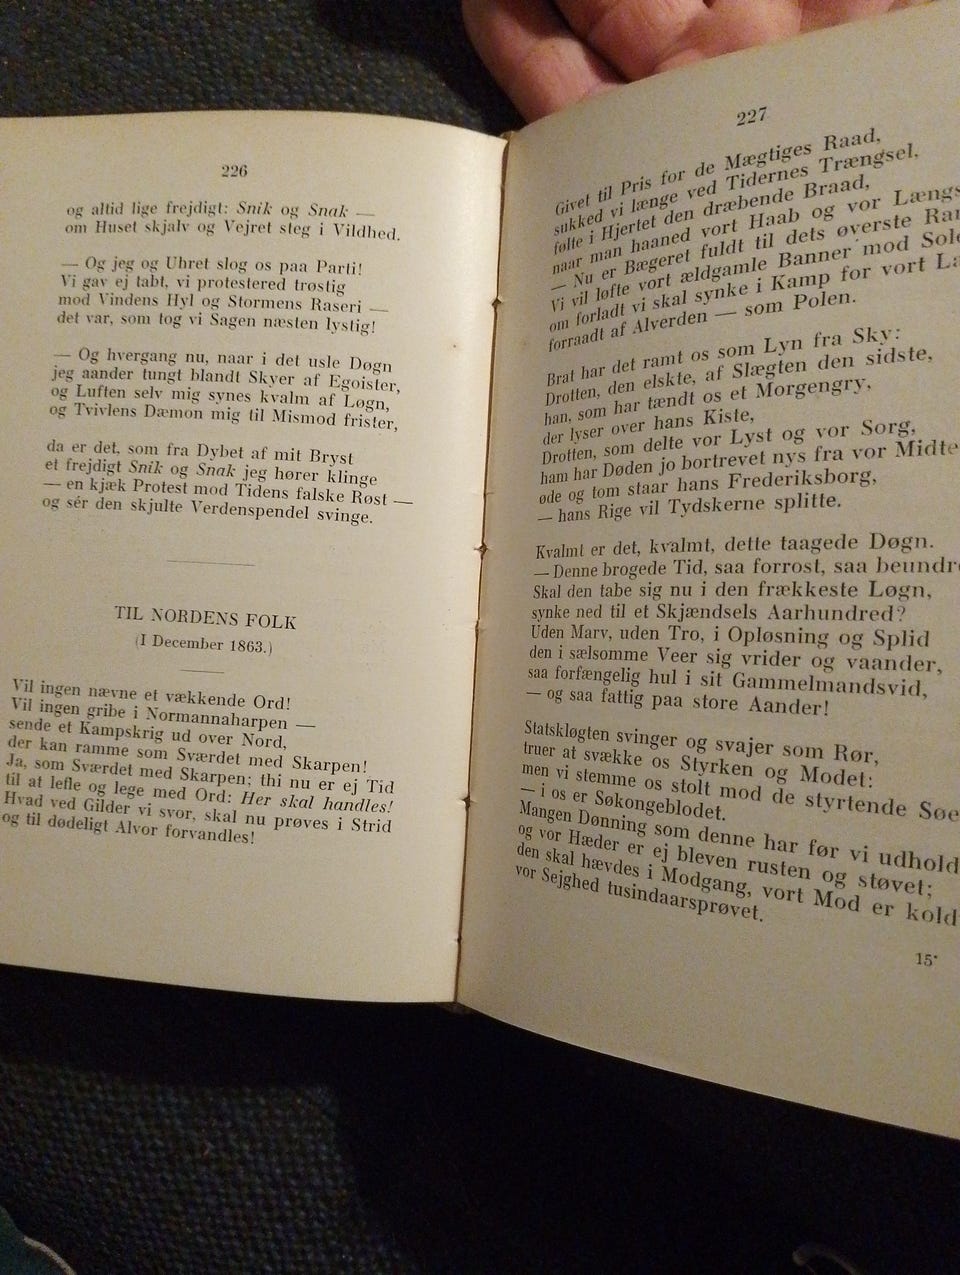 226
og altid lige frejdigt: Snik og Snak —
om Huset skjalv og Vejret steg i Vildhed.
— Og jeg og Uhret slog os paa Parti!
Vi gav ej tabt, vi protestered trøstig
mod Vindens Hyl og Stormens Raseri —
det var, som tog vi Sagen næsten lystig!
— Og hvergang nu, naar i det usle Døgn
jeg aander tungt blandt Skyer af Egoister,
og Luften selv mig synes kvalm af Løgn,
og Tvivlens Dæmon mig til Mismod frister,
da er det, som fra Dybet af mit Bryst
et frejdigt Snik og Snak jeg hører klinge
— en kjæk Protest mod Tidens falske Røst —
og sér den skjulte Verdenspendel svinge.
TIL NORDENS FOLK
(I December 1863.)
Vil ingen nævne et vækkende Ord!
Vil ingen gribe i Normannaharpen —
sende et Kampskrig ud over Nord,
der kan ramme som Sværdet med Skarpen!
Ja, som Sværdet med Skarpen; thi nu er ej Tid
til at lefle og lege med Ord: Her skal handles!
Hvad ved Gilder vi svor, skal nu prøves i Strid
og til dødeligt Alvor forvandles!
227
Givet til Pris for de Mægtiges Raad,
sukked vi længe ved Tidernes Trængsel,
følte i Hjertet den dræbende Braad,
naar man haaned vort Haab og vor
— Nu er Bægeret fuldt til dets øverste
Vi vil løfte vort ældgamle Banner mod
om forladt vi skal synke i Kamp for vort
forraadt af Alverden — som Polen.
Brat har det ramt os som Lyn fra Sky:
Drotten, den elskte, af Slægten den sidste,
han, som har tændt os et Morgengry,
der lyser over hans Kiste,
Drotten, som delte vor Lyst og vor Sorg,
ham har Døden jo bortrevet nys fra vor
øde og tom staar hans Frederiksborg,
— hans Rige vil Tydskerne splitte.
Kvalmt er det, kvalmt, dette taagede Døgn.
— Denne brogede Tid, saa forrost, saa
Skal den tabe sig nu i den frækkeste Løgn,
synke ned til et Skjændsels Aarhundred?
Uden Marv, uden Tro, i Opløsning og Splid
den i sælsomme Veer sig vrider og vaander,
saa forfængelig hul i sit Gammelmandsvid,
— og saa fattig paa store Aander!
Statskløgten svinger og svajer som Rør,
truer at svække os Styrken og Modet:
men vi stemme os stolt mod de styrtende
— i os er Søkongeblodet.
Mangen Dønning som denne har før vi
og vor Hæder er ej bleven rusten og støvet;
den skal hævdes i Modgang, vort Mod er
vor Sejghed tusindaarsprøvet.
15*